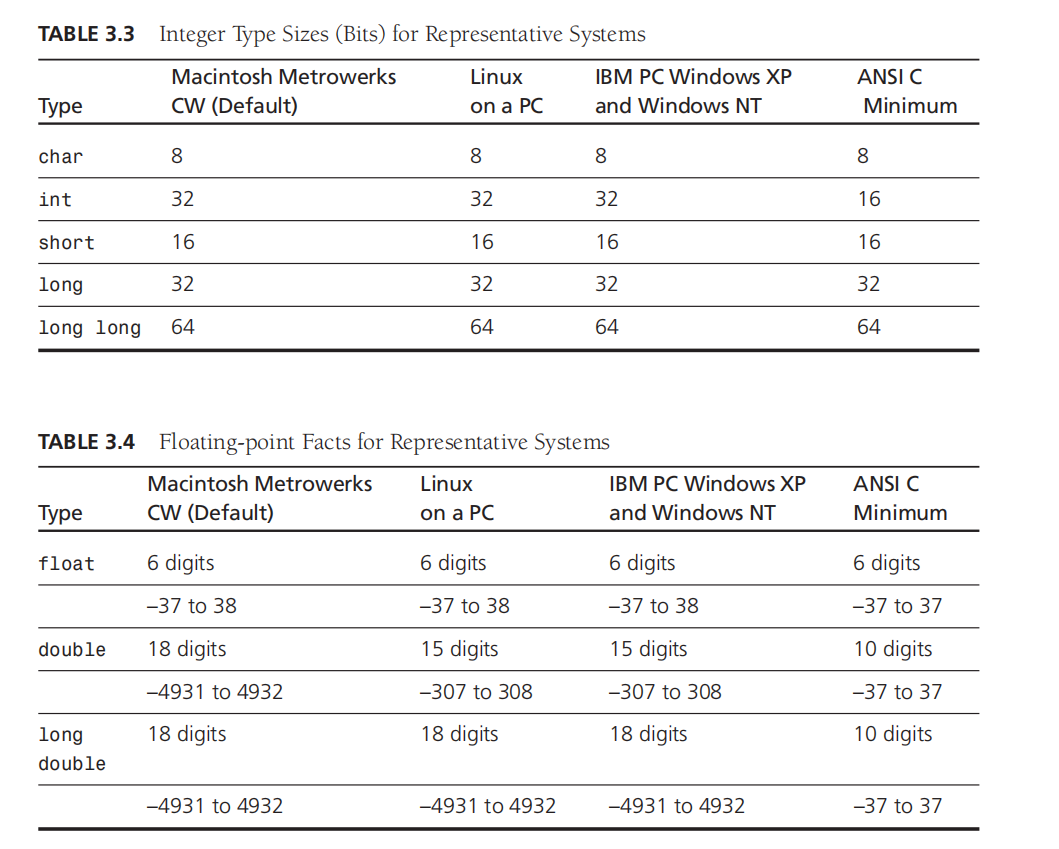 TABLE 3.3 Integer Type Sizes (Bits) for Representative Systems
Macintosh Metrowerks Linux IBM PC Windows XP ANSI C
Type CW (Default) on a PC and Windows NT Minimum
char 8 8 8 8
int 32 32 32 16
short 16 16 16 16
long 32 32 32 32
long long 64 64 64 64
TABLE 3.4 Floating-point Facts for Representative Systems
Macintosh Metrowerks Linux IBM PC Windows XP ANSI C
Type CW (Default) on a PC and Windows NT Minimum
float 6 digits 6 digits 6 digits 6 digits
–37 to 38 –37 to 38 –37 to 38 –37 to 37
double 18 digits 15 digits 15 digits 10 digits
–4931 to 4932 –307 to 308 –307 to 308 –37 to 37
long 18 digits 18 digits 18 digits 10 digits
double
–4931 to 4932 –4931 to 4932 –4931 to 4932 –37 to 37